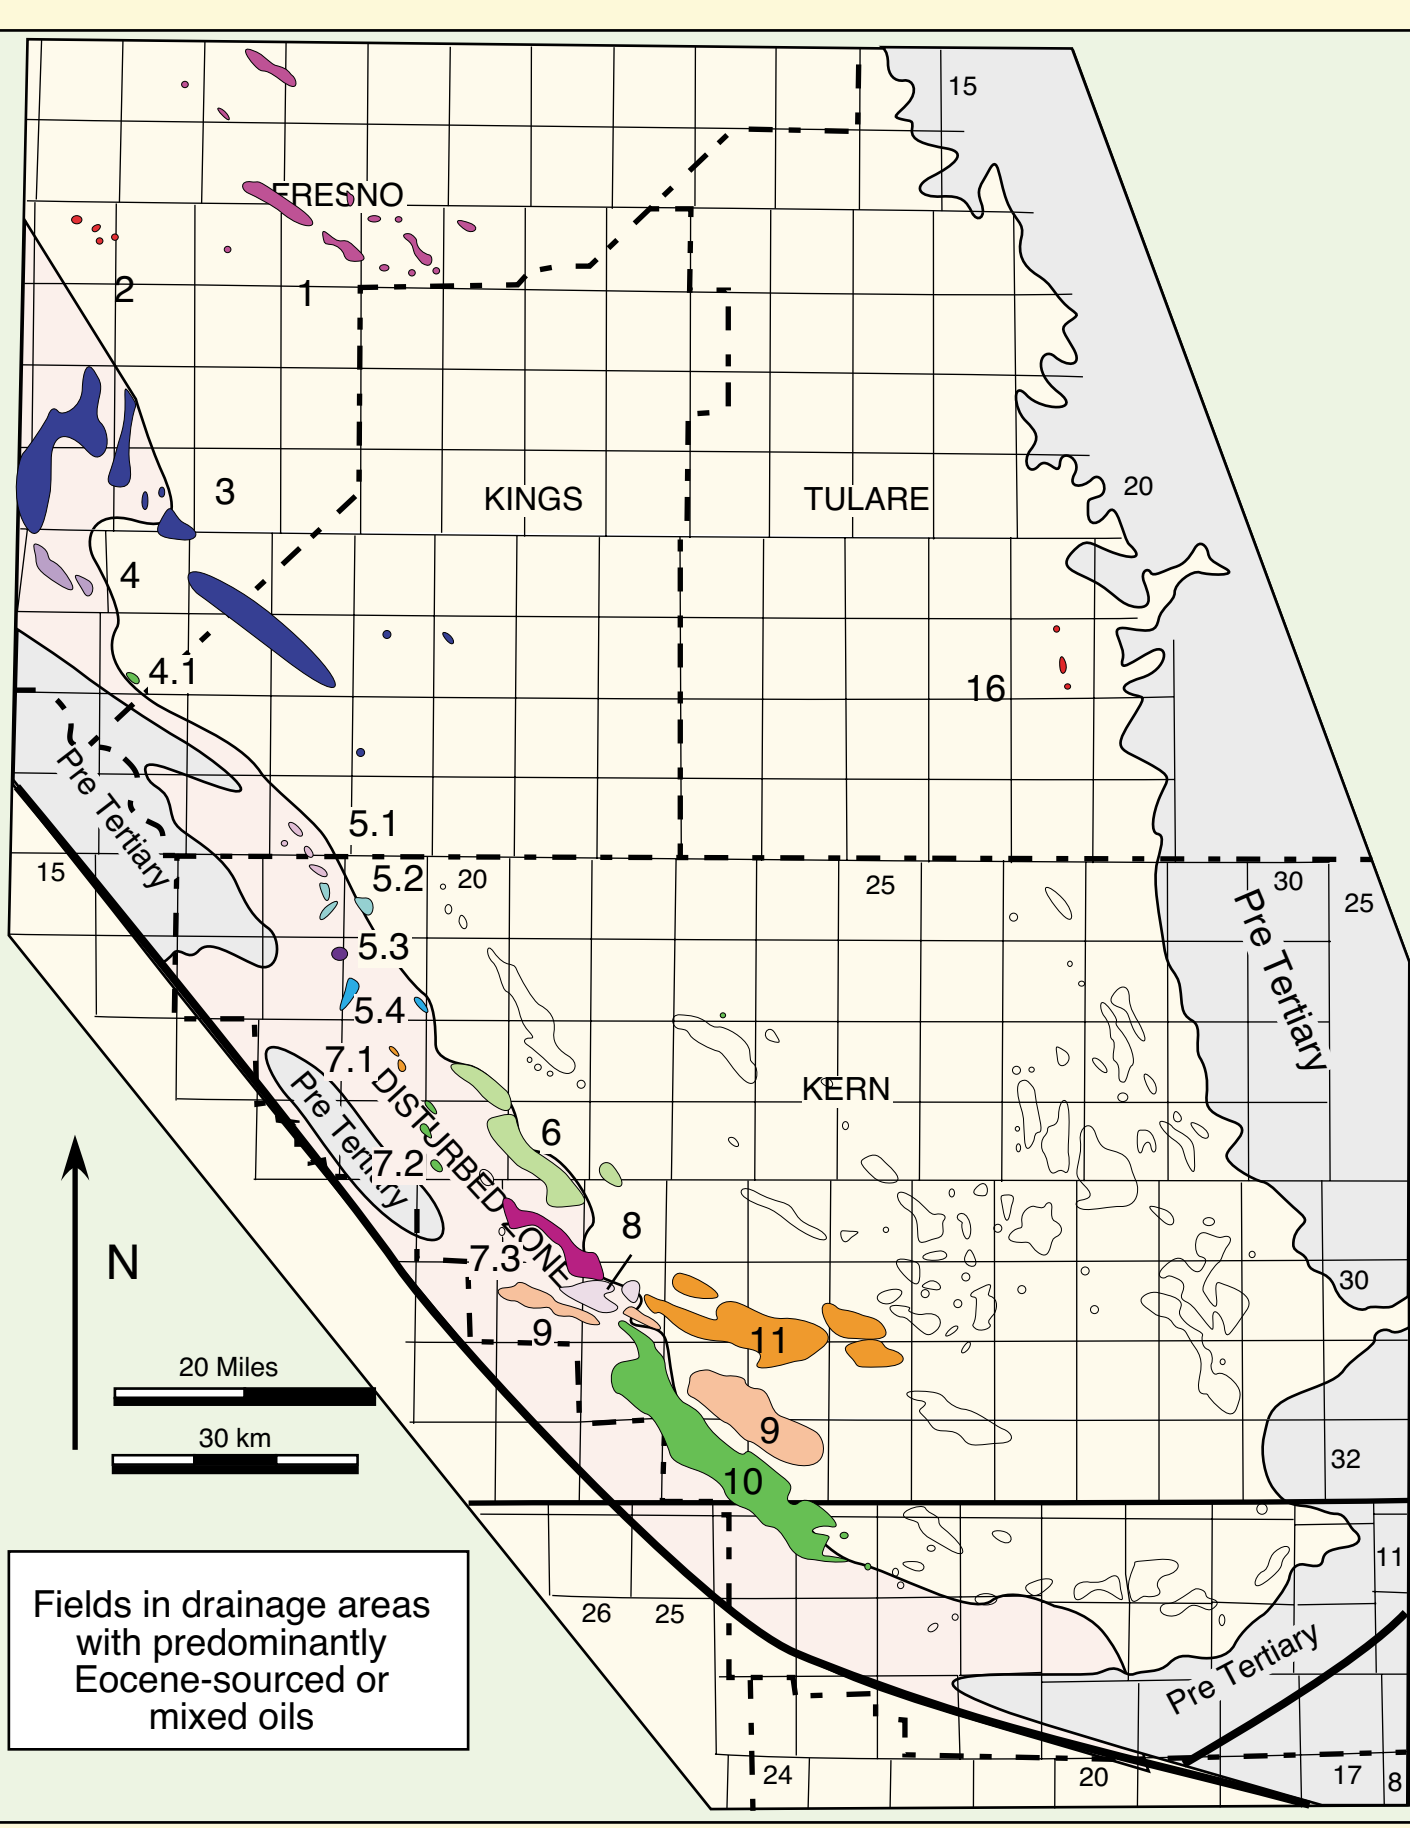 15
FRESNO
2
1
3
KINGS
TULARE
20
4
4.1
16
Pre Tertiary
5.1
15
5.2
20
25
30
25
Pre Tertiary
5.3
5.4
7.1
DISTURBED ZONE
KERN
Pre Tertiary
6
7.2
8
N
7.3
30
9
11
20 Miles
9
30 km
32
10
11
Fields in drainage areas
with predominantly
Eocene-sourced or
mixed oils
26
25
Pre Tertiary
24
20
17
8